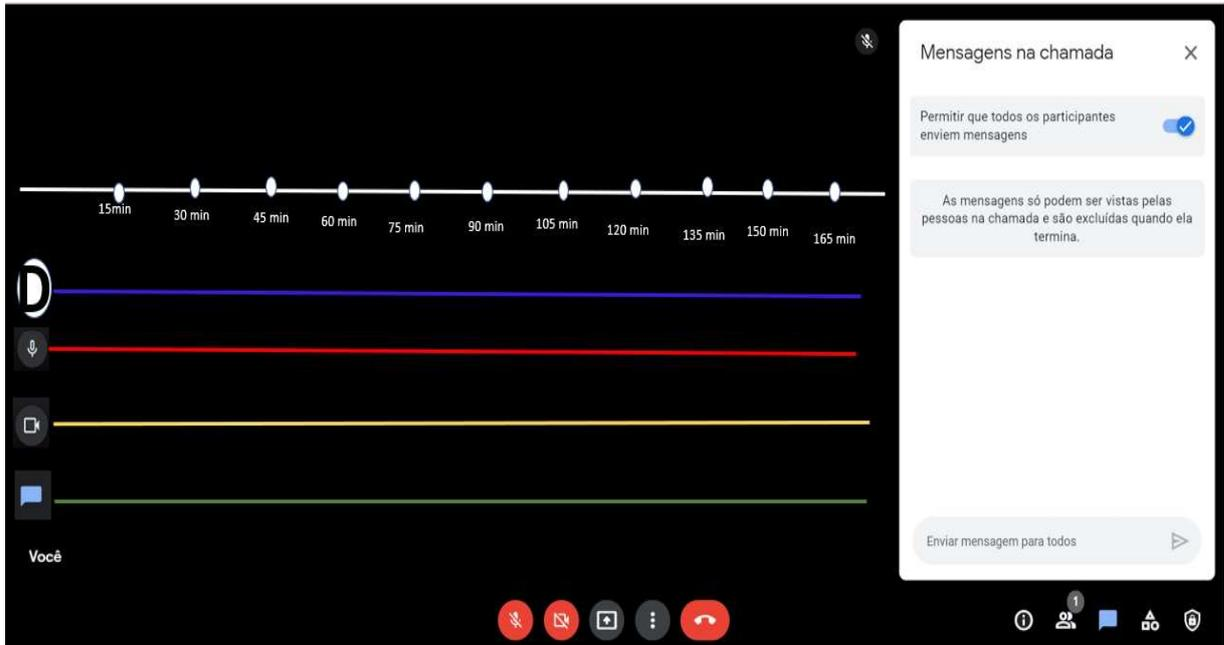 Mensagens na chamada
Permitir que todos os participantes
enviem mensagens
As mensagens só podem ser vistas pelas
pessoas na chamada e são excluídas quando ela
termina.
15min
30 min
45 min
60 min
75 min
90 min
105 min
120 min
135 min
150 min
165 min
D
Você
Enviar mensagem para todos
1